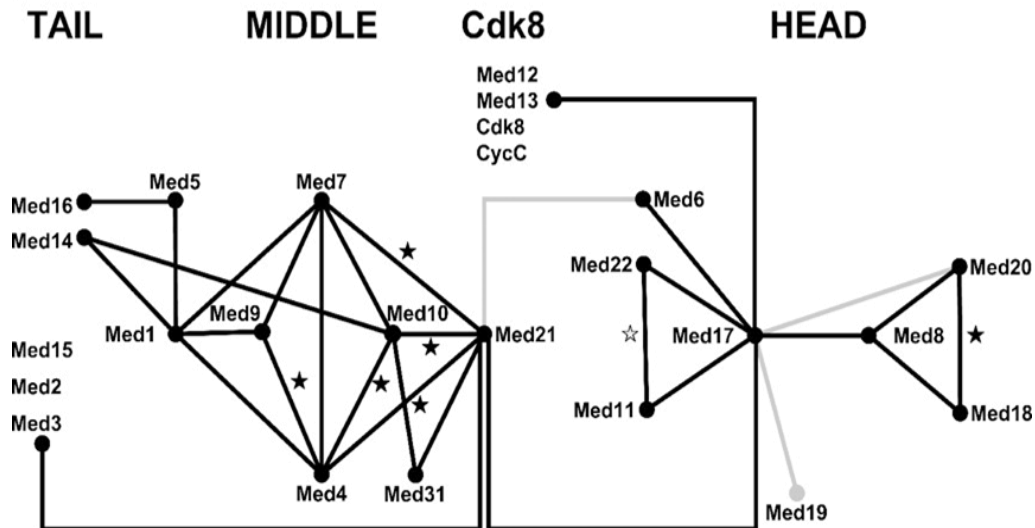 TAIL MIDDLE Cdk8 HEAD
Med12
Med13
Cdk8
CycC
Med5 Med7
Med16
Med6
Med14
Med22 Med20
Med9 Med10
Med1 Med21 Med17 Med8
Med15
Med2
Med3
Med11 Med18
Med4 Med31
Med19